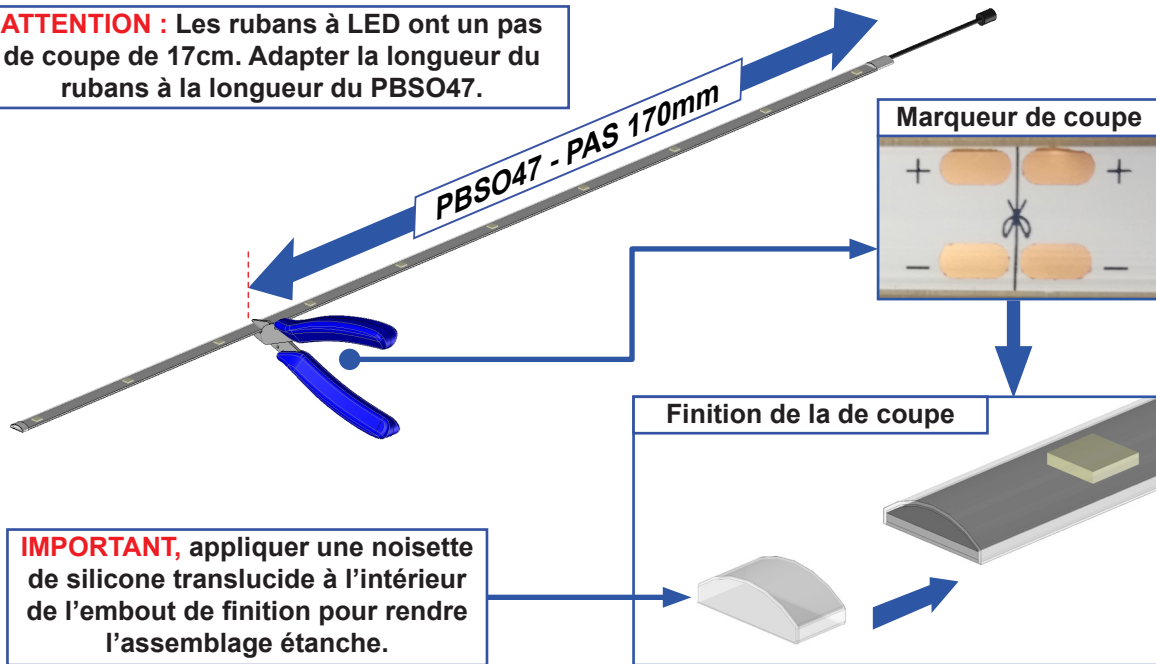 ATTENTION : Les rubans à LED ont un pas
de coupe de 17cm. Adapter la longueur du
rubans à la longueur du PBSO47.
PBSO47 - PAS 170mm
Marqueur de coupe
+ +
- -
Finition de la de coupe
IMPORTANT, appliquer une noisette
de silicone translucide à l'intérieur
de l'embout de finition pour rendre
l'assemblage étanche.